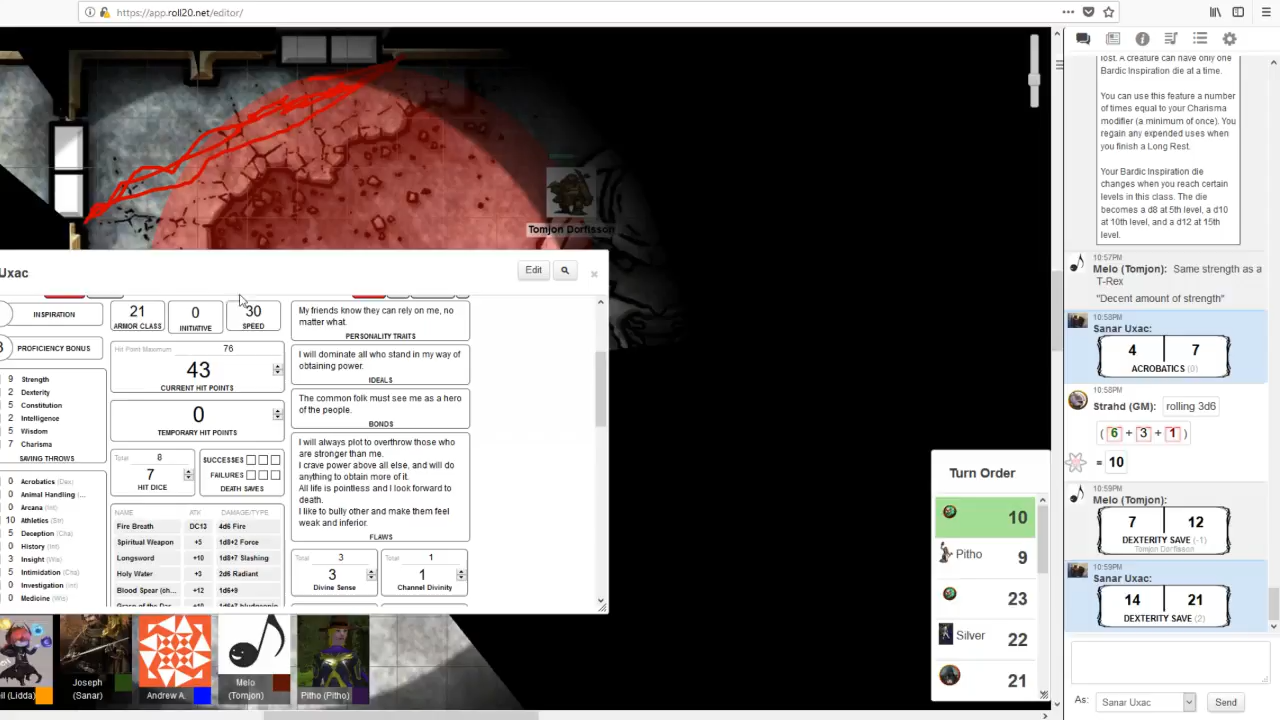 https://app.roll20.net/editor/
Tomjon Dorfisson
Uxac
Edit
INSPIRATION
PROFICIENCY BONUS
9 Strength
2 Dexterity
5 Constitution
2 Intelligence
5 Wisdom
7 Charisma
SAVING THROWS
0 Acrobatics (Dex)
0 Animal Handling (...
0 Arcana (Int)
10 Athletics (Str)
5 Deception (Cha)
0 History (Int)
3 Insight (Wis)
5 Intimidation (Cha)
0 Investigation (Int)
0 Medicine (Wis)
21
ARMOR CLASS
0
INITIATIVE
30
SPEED
Hit Point Maximum 76
43
CURRENT HIT POINTS
0
TEMPORARY HIT POINTS
Total 8
7
HIT DICE
SUCCESSES
FAILURES
DEATH SAVES
NAME ATK DAMAGE/TYPE
Fire Breath DC13 4d6 Fire
Spiritual Weapon +5 1d8+2 Force
Longsword +10 1d8+7 Slashing
Holy Water +3 2d6 Radiant
Blood Spear (ch... +12 1d6+9
My friends know they can rely on me, no
matter what.
PERSONALITY TRAITS
I will dominate all who stand in my way of
obtaining power.
IDEALS
The common folk must see me as a hero
of the people.
BONDS
I will always plot to overthrow those who
are stronger than me.
I crave power above all else, and will do
anything to obtain more of it.
All life is pointless and I look forward to
death.
I like to bully other and make them feel
weak and inferior.
FLAWS
Total 3
3
Divine Sense
Total 1
1
Channel Divinity
Joseph
(Sanar)
Andrew A.
Melo
(Tomjon)
Pitho (Pitho)
Turn Order
10
Pitho 9
23
Silver 22
21
lost. A creature can have only one
Bardic Inspiration die at a time.
You can use this feature a number
of times equal to your Charisma
modifier (a minimum of once). You
regain any expended uses when
you finish a Long Rest.
Your Bardic Inspiration die
changes when you reach certain
levels in this class. The die
becomes a d8 at 5th level, a d10
at 10th level, and a d12 at 15th
level.
10:57PM
Melo (Tomjon): Same strength as a
T-Rex
"Decent amount of strength"
10:58PM
Sanar Uxac:
4 7
ACROBATICS (0)
10:58PM
Strahd (GM): rolling 3d6
( 6 + 3 + 1 )
= 10
10:59PM
Melo (Tomjon):
7 12
DEXTERITY SAVE (-1)
Tomjon Dorfisson
10:59PM
Sanar Uxac:
14 21
DEXTERITY SAVE (2)
As: Sanar Uxac Send